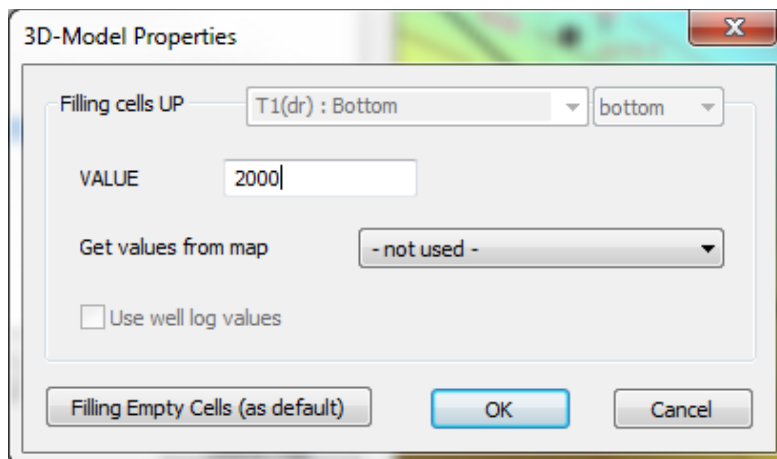 3D-Model Properties
Filling cells UP T1(dr) : Bottom bottom
VALUE 2000
Get values from map - not used -
Use well log values
Filling Empty Cells (as default) OK Cancel